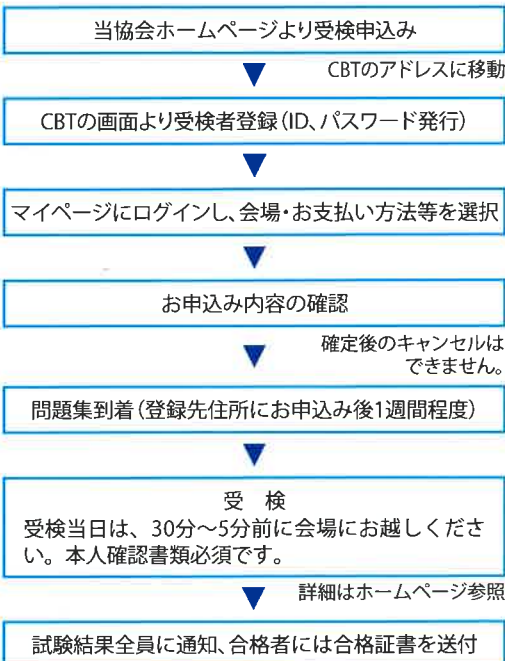 当協会ホームページより受検申込み
CBTのアドレスに移動
CBTの画面より受検者登録(ID、パスワード発行)
マイページにログインし、会場・お支払い方法等を選択
お申込み内容の確認
確定後のキャンセルは
できません。
問題集到着(登録先住所にお申込み後1週間程度)
受 検
受検当日は、30分〜5分前に会場にお越しくださ
い。本人確認書類必須です。
詳細はホームページ参照
試験結果全員に通知、合格者には合格証書を送付